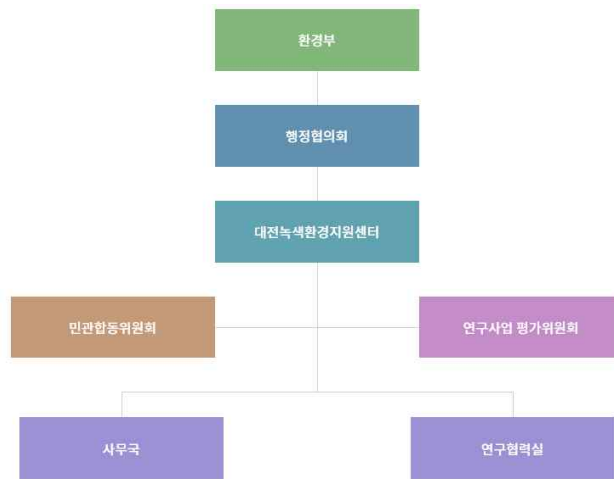 환경부
행정협의회
대전녹색환경지원센터
민관합동위원회
연구사업 평가위원회
사무국
연구협력실